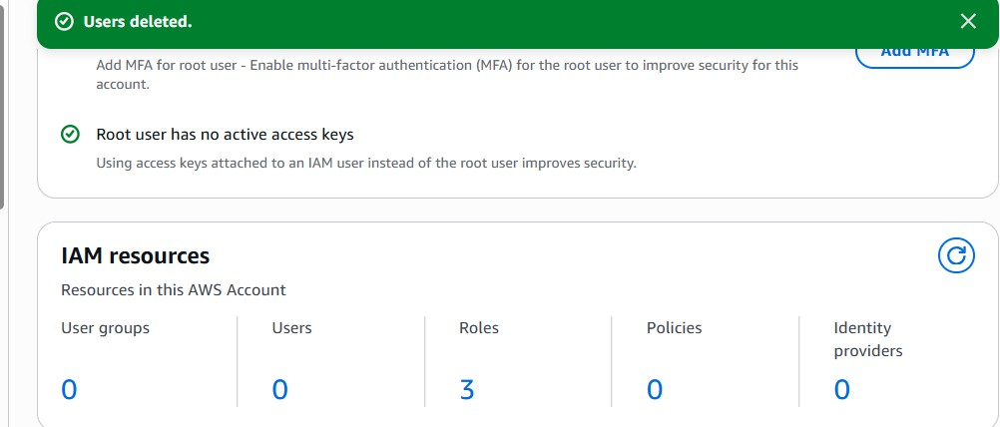 Users deleted.
Add MFA
Add MFA for root user - Enable multi-factor authentication (MFA) for the root user to improve security for this
account.
Root user has no active access keys
Using access keys attached to an IAM user instead of the root user improves security.
IAM resources
Resources in this AWS Account
User groups
Users
Roles
Policies
Identity
providers
0
0
3
0
0